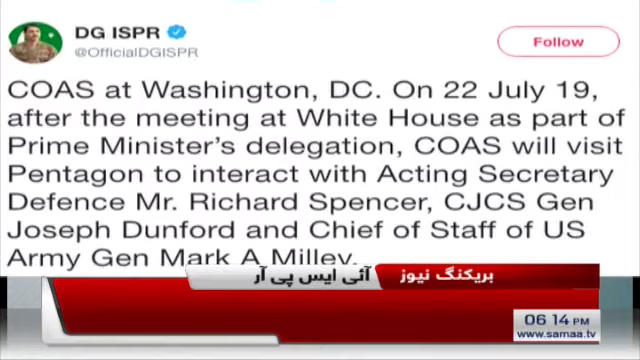 DG ISPR
@OfficialDGISPR
Follow
COAS at Washington, DC. On 22 July 19,
after the meeting at White House as part of
Prime Minister's delegation, COAS will visit
Pentagon to interact with Acting Secretary
Defence Mr. Richard Spencer, CJCS Gen
Joseph Dunford and Chief of Staff of US
Army Gen Mark A Milley.
بریکنگ نیوز
آئی ایس پی آر
06:14 PM
www.samaa.tv